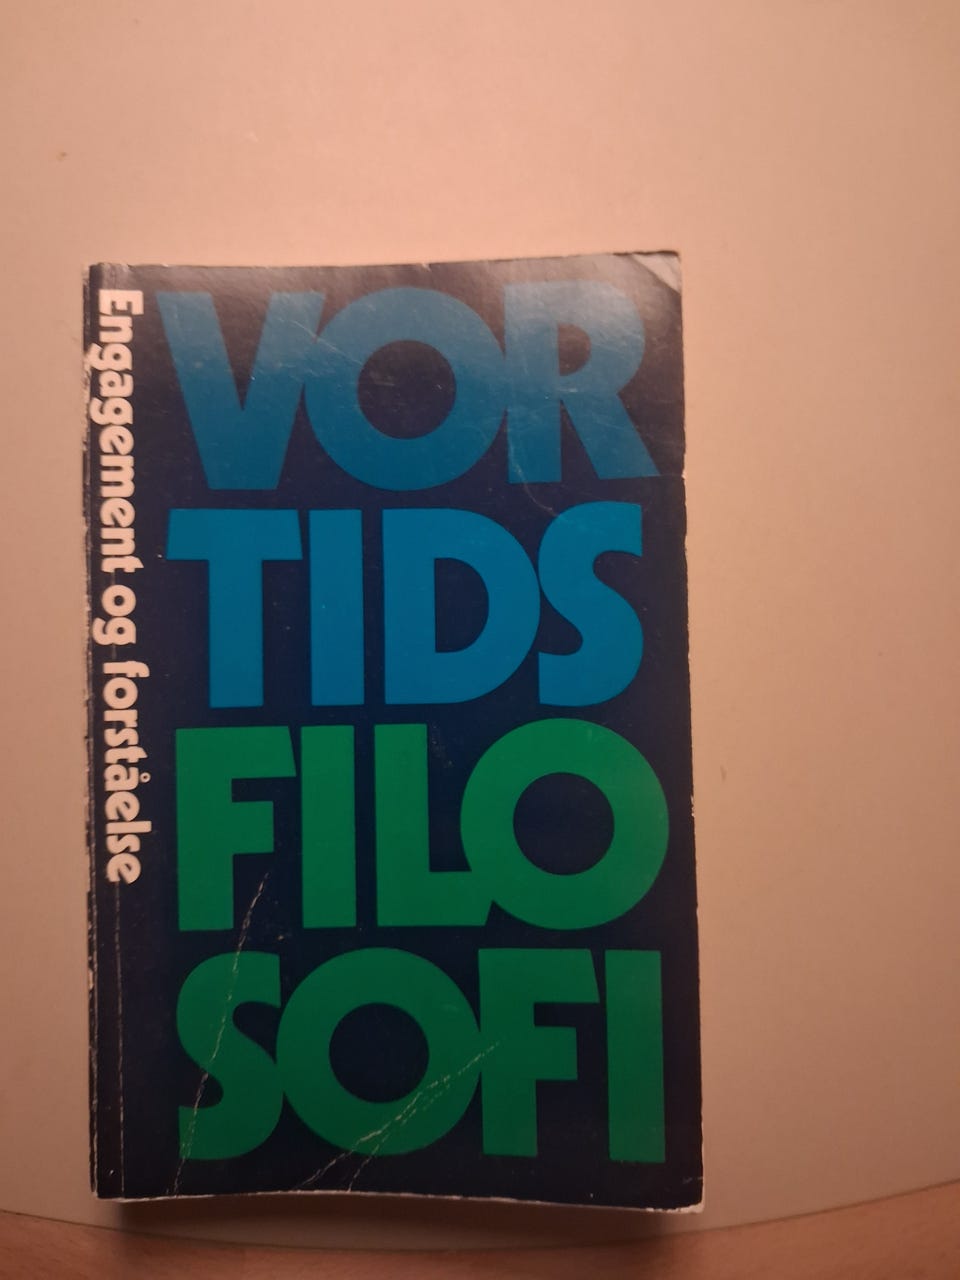 VOR
TIDS
FILO
SOFI
Engagement og forståelse